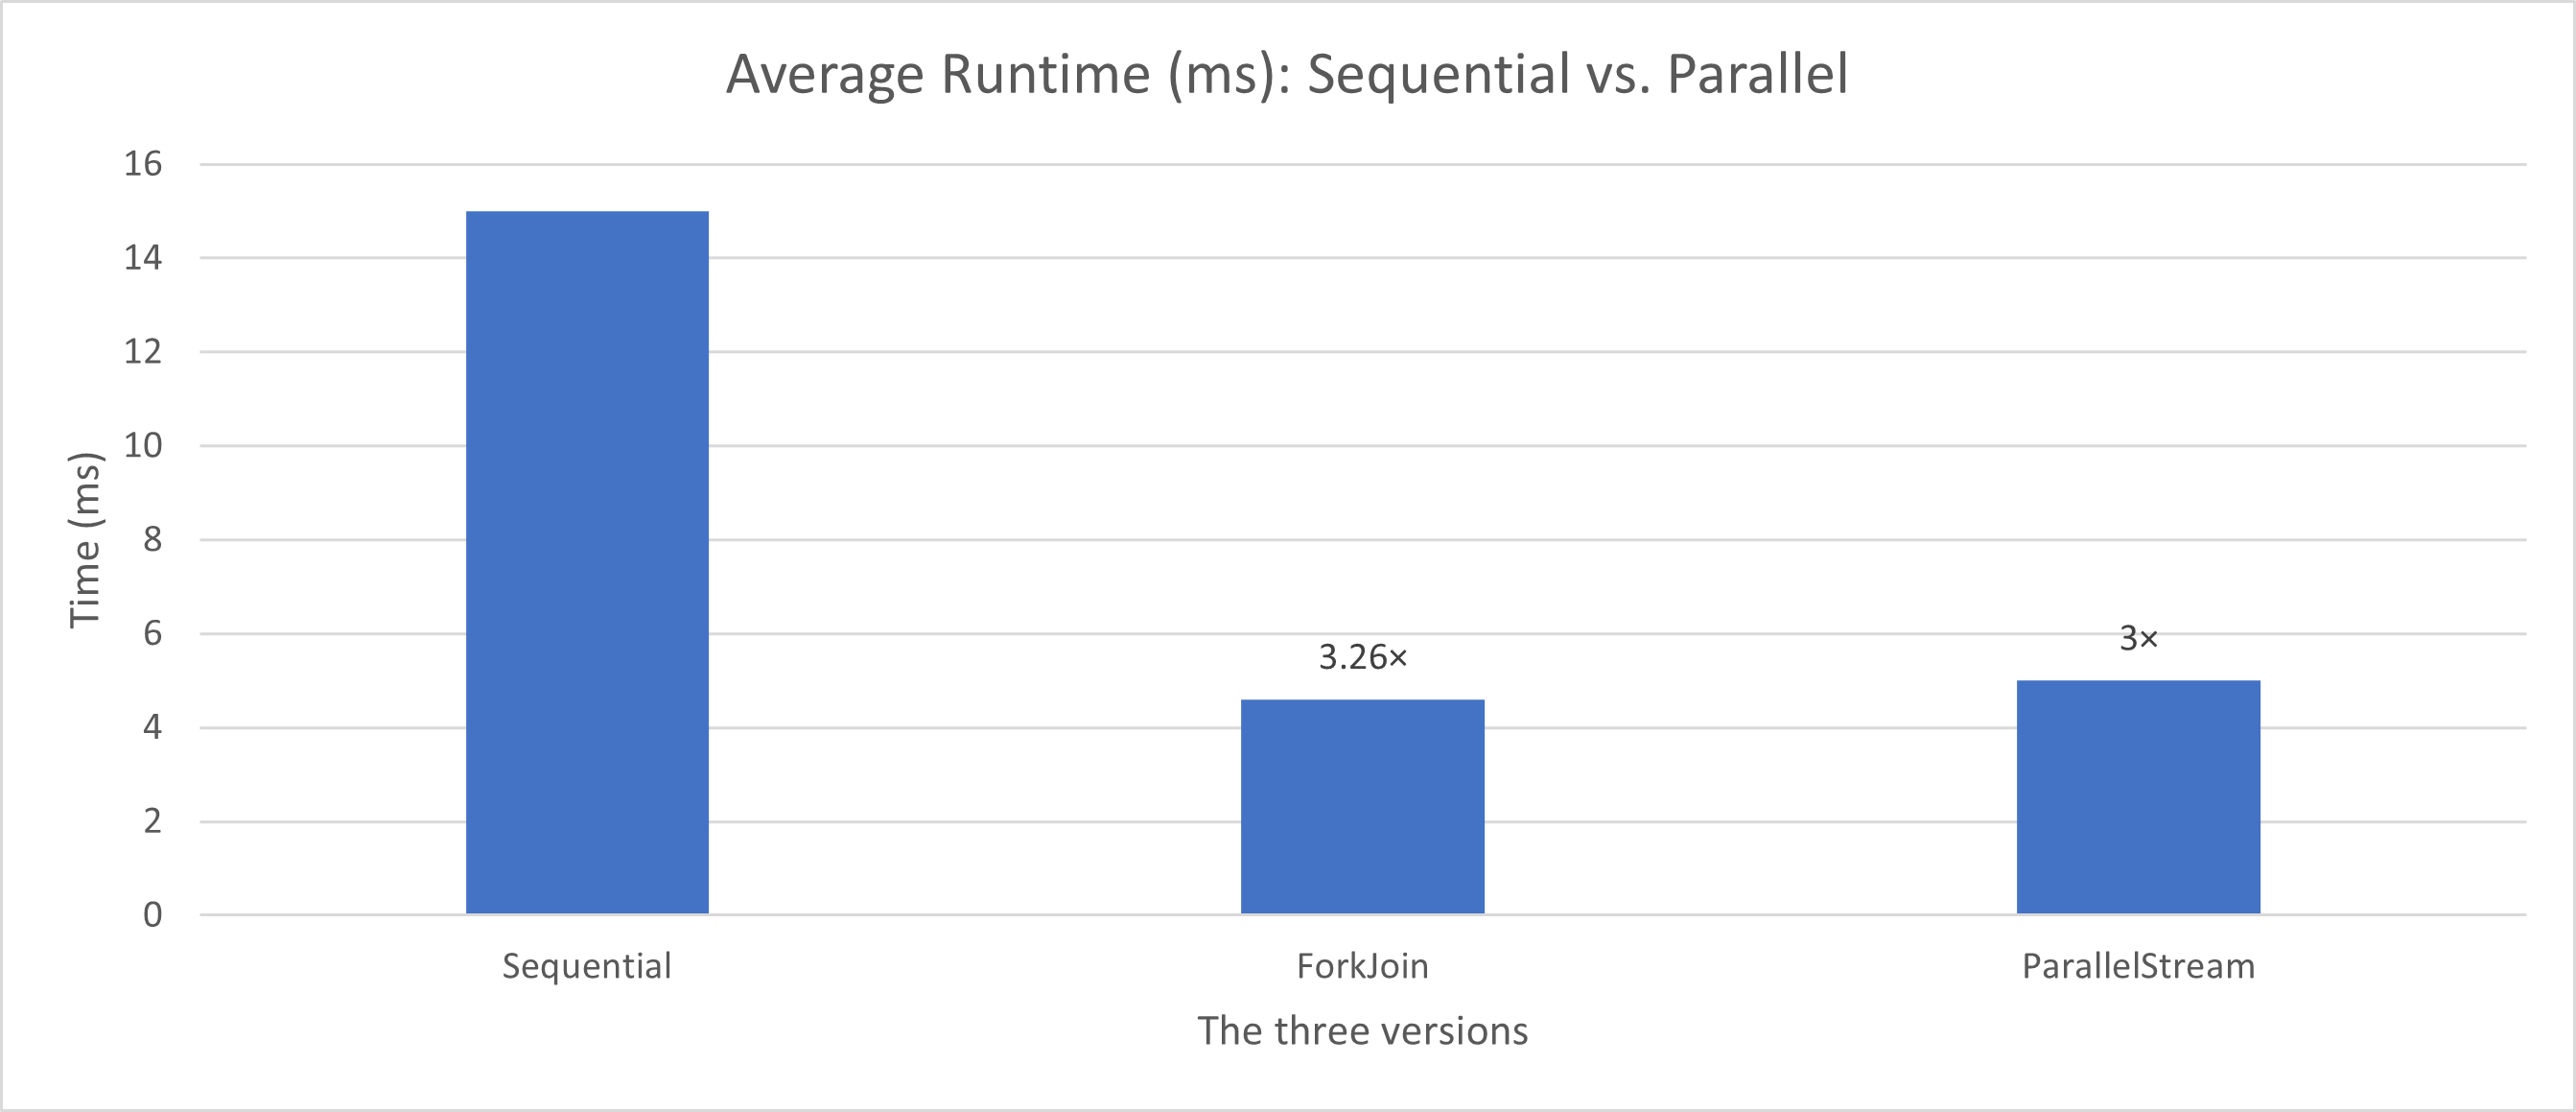 Average Runtime (ms): Sequential vs. Parallel
16
14
12
10
8
6
4
2
0
Time (ms)
3.26×
3×
Sequential
ForkJoin
ParallelStream
The three versions